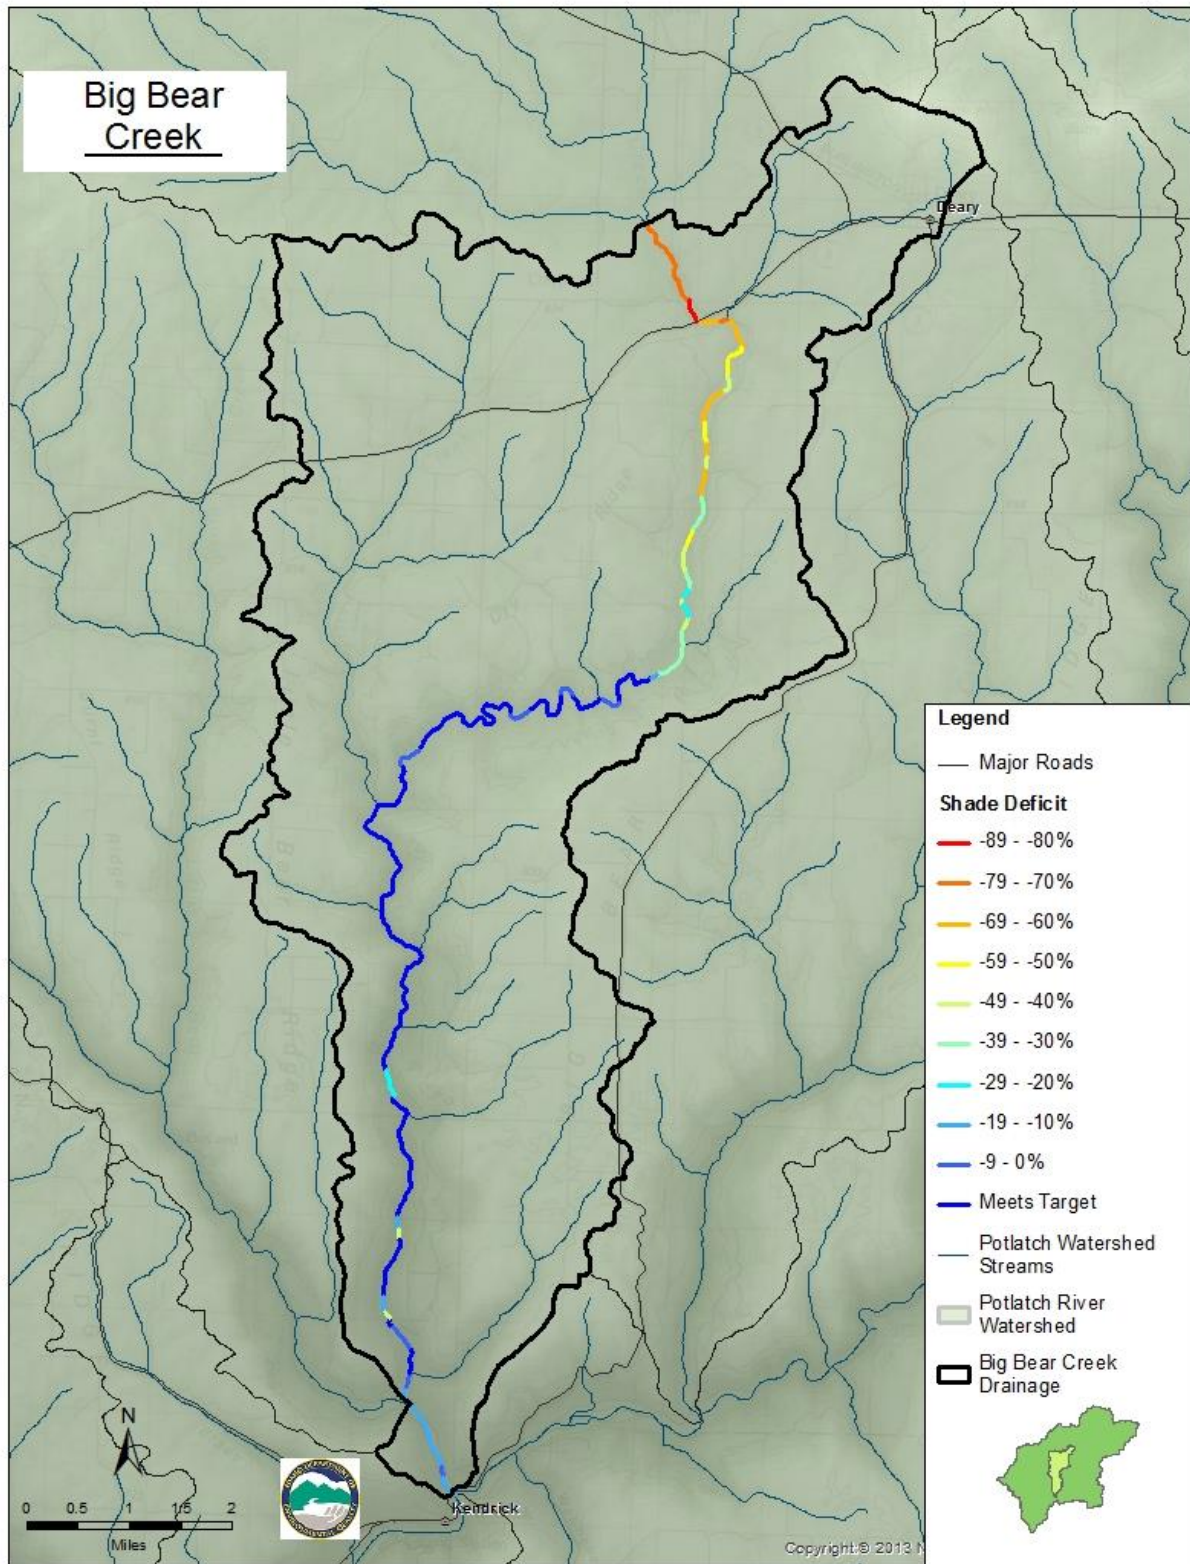 Big Bear
Creek
Deary
Legend
Major Roads
Shade Deficit
-89 - -80%
-79 - -70%
-69 - -60%
-59 - -50%
-49 - -40%
-39 - -30%
-29 - -20%
-19 - -10%
-9 - 0%
Meets Target
Potlatch Watershed
Streams
Potlatch River
Watershed
Big Bear Creek
Drainage
N
0 0.5 1 1.5 2
Miles
Kendrick
Copyright:© 2013 N